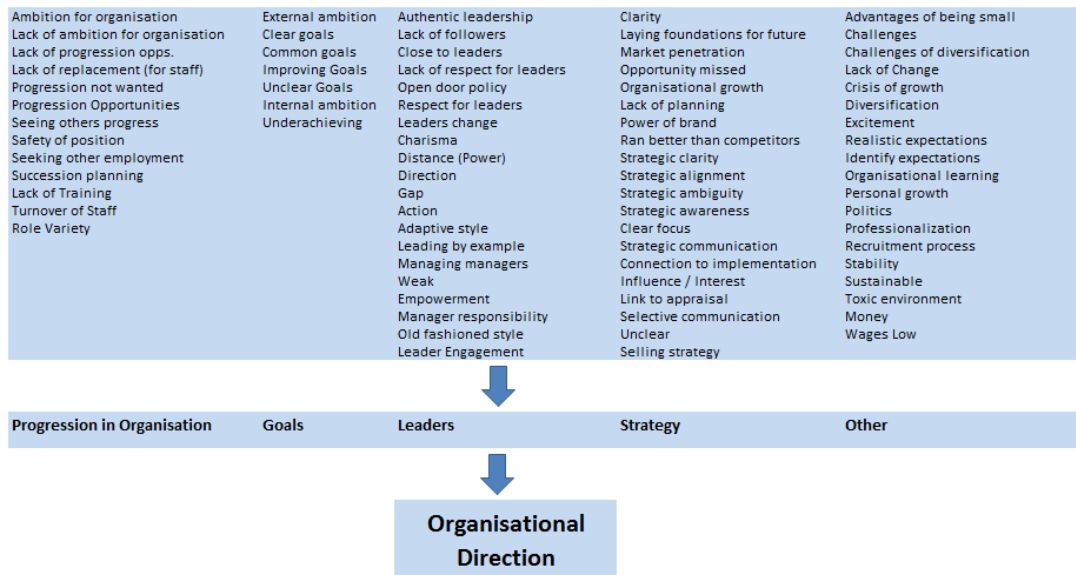 Ambition for organisation
Lack of ambition for organisation
Lack of progression opps.
Lack of replacement (for staff)
Progression not wanted
Progression Opportunities
Seeing others progress
Safety of position
Seeking other employment
Succession planning
Lack of Training
Turnover of Staff
Role Variety
External ambition
Clear goals
Common goals
Improving Goals
Unclear Goals
Internal ambition
Underachieving
Authentic leadership
Lack of followers
Close to leaders
Lack of respect for leaders
Open door policy
Respect for leaders
Leaders change
Charisma
Distance (Power)
Direction
Gap
Action
Adaptive style
Leading by example
Managing managers
Weak
Empowerment
Manager responsibility
Old fashioned style
Leader Engagement
Clarity
Laying foundations for future
Market penetration
Opportunity missed
Organisational growth
Lack of planning
Power of brand
Ran better than competitors
Strategic clarity
Strategic alignment
Strategic ambiguity
Strategic awareness
Clear focus
Strategic communication
Connection to implementation
Influence / Interest
Link to appraisal
Selective communication
Unclear
Selling strategy
Advantages of being small
Challenges
Challenges of diversification
Lack of Change
Crisis of growth
Diversification
Excitement
Realistic expectations
Identify expectations
Organisational learning
Personal growth
Politics
Professionalization
Recruitment process
Stability
Sustainable
Toxic environment
Money
Wages Low
Progression in Organisation
Goals
Leaders
Strategy
Other
Organisational
Direction